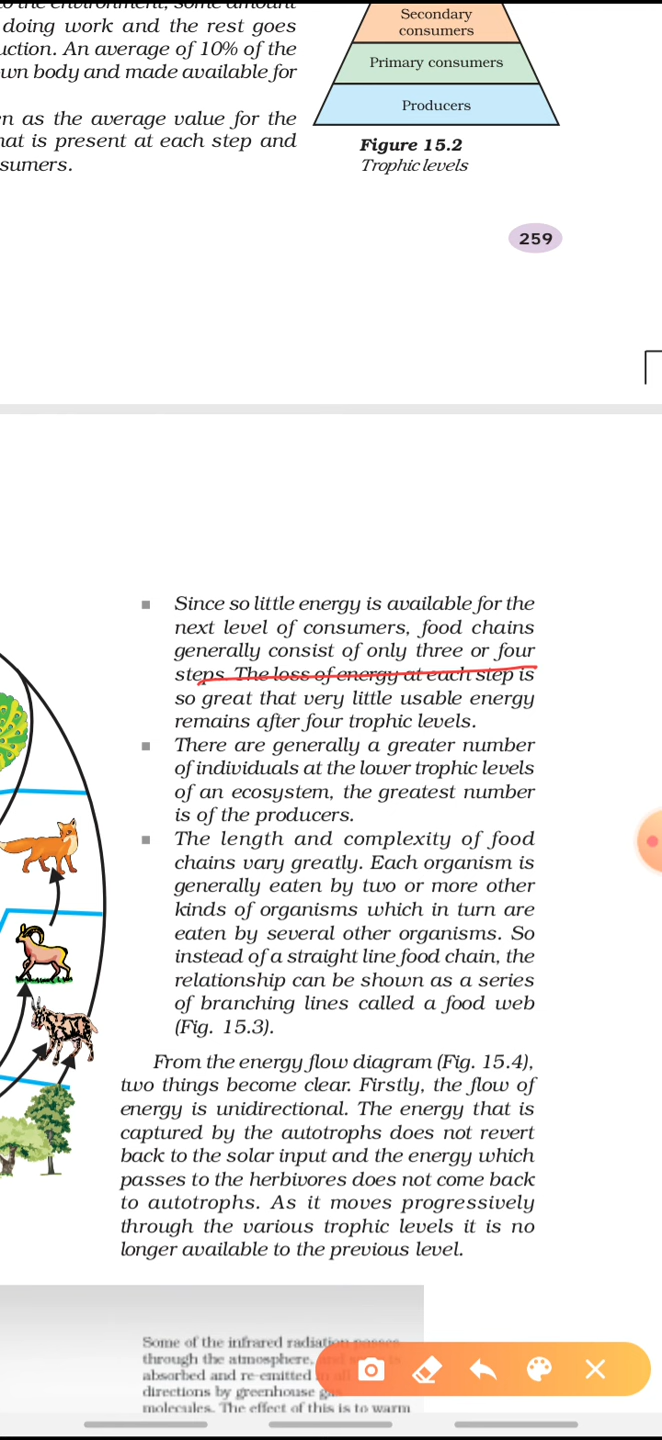 doing work and the rest goes
uction. An average of 10% of the
wn body and made available for
n as the average value for the
hat is present at each step and
sumers.
Secondary
consumers
Primary consumers
Producers
Figure 15.2
Trophic levels
259
Since so little energy is available for the
next level of consumers, food chains
generally consist of only three or four
steps. The loss of energy at each step is
so great that very little usable energy
remains after four trophic levels.
There are generally a greater number
of individuals at the lower trophic levels
of an ecosystem, the greatest number
is of the producers.
The length and complexity of food
chains vary greatly. Each organism is
generally eaten by two or more other
kinds of organisms which in turn are
eaten by several other organisms. So
instead of a straight line food chain, the
relationship can be shown as a series
of branching lines called a food web
(Fig. 15.3).
From the energy flow diagram (Fig. 15.4),
two things become clear. Firstly, the flow of
energy is unidirectional. The energy that is
captured by the autotrophs does not revert
back to the solar input and the energy which
passes to the herbivores does not come back
to autotrophs. As it moves progressively
through the various trophic levels it is no
longer available to the previous level.
Some of the infrared radiation passes
through the atmosphere,
absorbed and re-emitted
directions by greenhouse
molecules. The effect of this is to warm